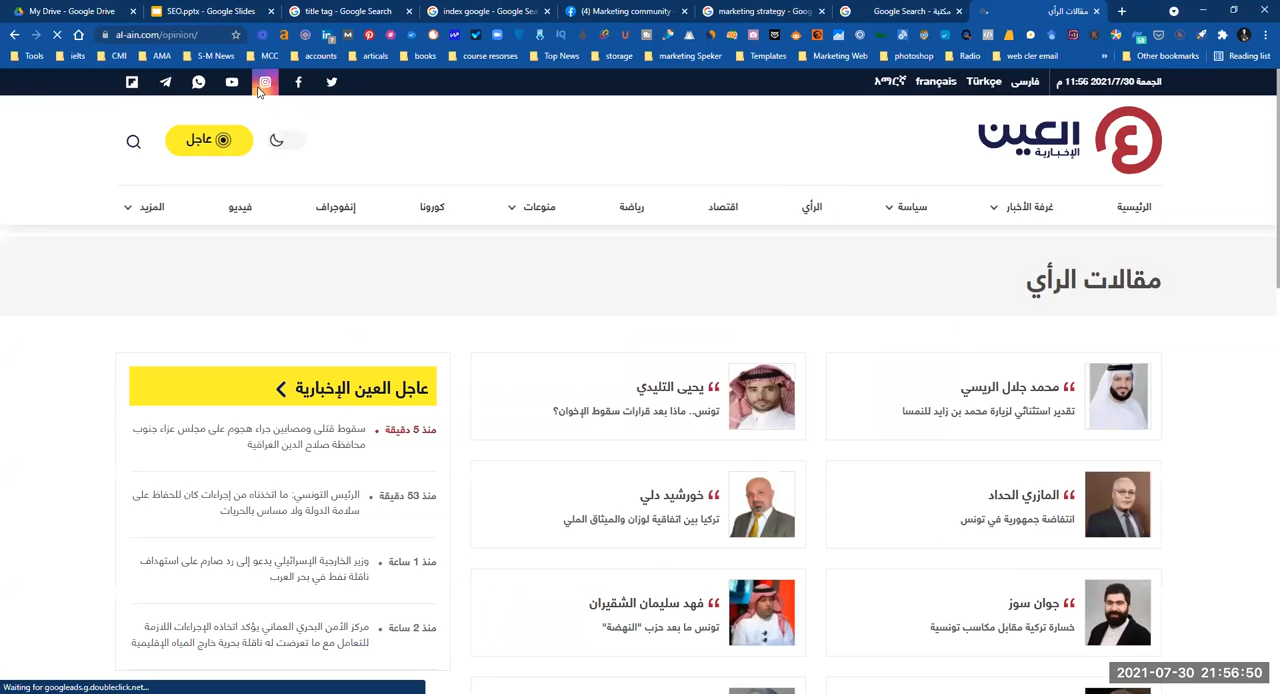 My Drive - Google Drive
SEO.pptx - Google Slides
title tag - Google Search
index google - Google Sea
(4) Marketing community -
marketing strategy - Goog
مكتبة - Google Search
مقالات الرأي
al-ain.com/opinion/
Tools
ielts
CMI
AMA
S-M News
MCC
accounts
articals
books
course resorses
Top News
storage
marketing Speker
Templates
Marketing Web
photoshop
Radio
web cler email
Other bookmarks
Reading list
الجمعة 2021/7/30 11:56 م
فارسی
Türkçe
français
አማርኛ
العين
الإخبارية
عاجل
الرئيسية
غرفة الأخبار
سياسة
الرأي
اقتصاد
رياضة
منوعات
كورونا
إنفوجراف
فيديو
المزيد
مقالات الرأي
محمد جلال الريسي
تقدير استثنائي لزيارة محمد بن زايد للنمسا
يحيى التليدي
تونس.. ماذا بعد قرارات سقوط الإخوان؟
المازري الحداد
انتفاضة جمهورية في تونس
خورشيد دلي
تركيا بين اتفاقية لوزان والميثاق الملي
جوان سوز
خسارة تركية مقابل مكاسب تونسية
فهد سليمان الشقيران
تونس ما بعد حزب "النهضة"
عاجل العين الإخبارية
منذ 5 دقيقة
سقوط قتلى ومصابين جراء هجوم على مجلس عزاء جنوب
محافظة صلاح الدين العراقية
منذ 53 دقيقة
الرئيس التونسي: ما اتخذناه من إجراءات كان للحفاظ على
سلامة الدولة ولا مساس بالحريات
منذ 1 ساعة
وزير الخارجية الإسرائيلي يدعو إلى رد صارم على استهداف
ناقلة نفط في بحر العرب
منذ 2 ساعة
مركز الأمن البحري العماني يؤكد اتخاذه الإجراءات اللازمة
للتعامل مع ما تعرضت له ناقلة بحرية خارج المياه الإقليمية
Waiting for googleads.g.doubleclick.net...
2021-07-30 21:56:50